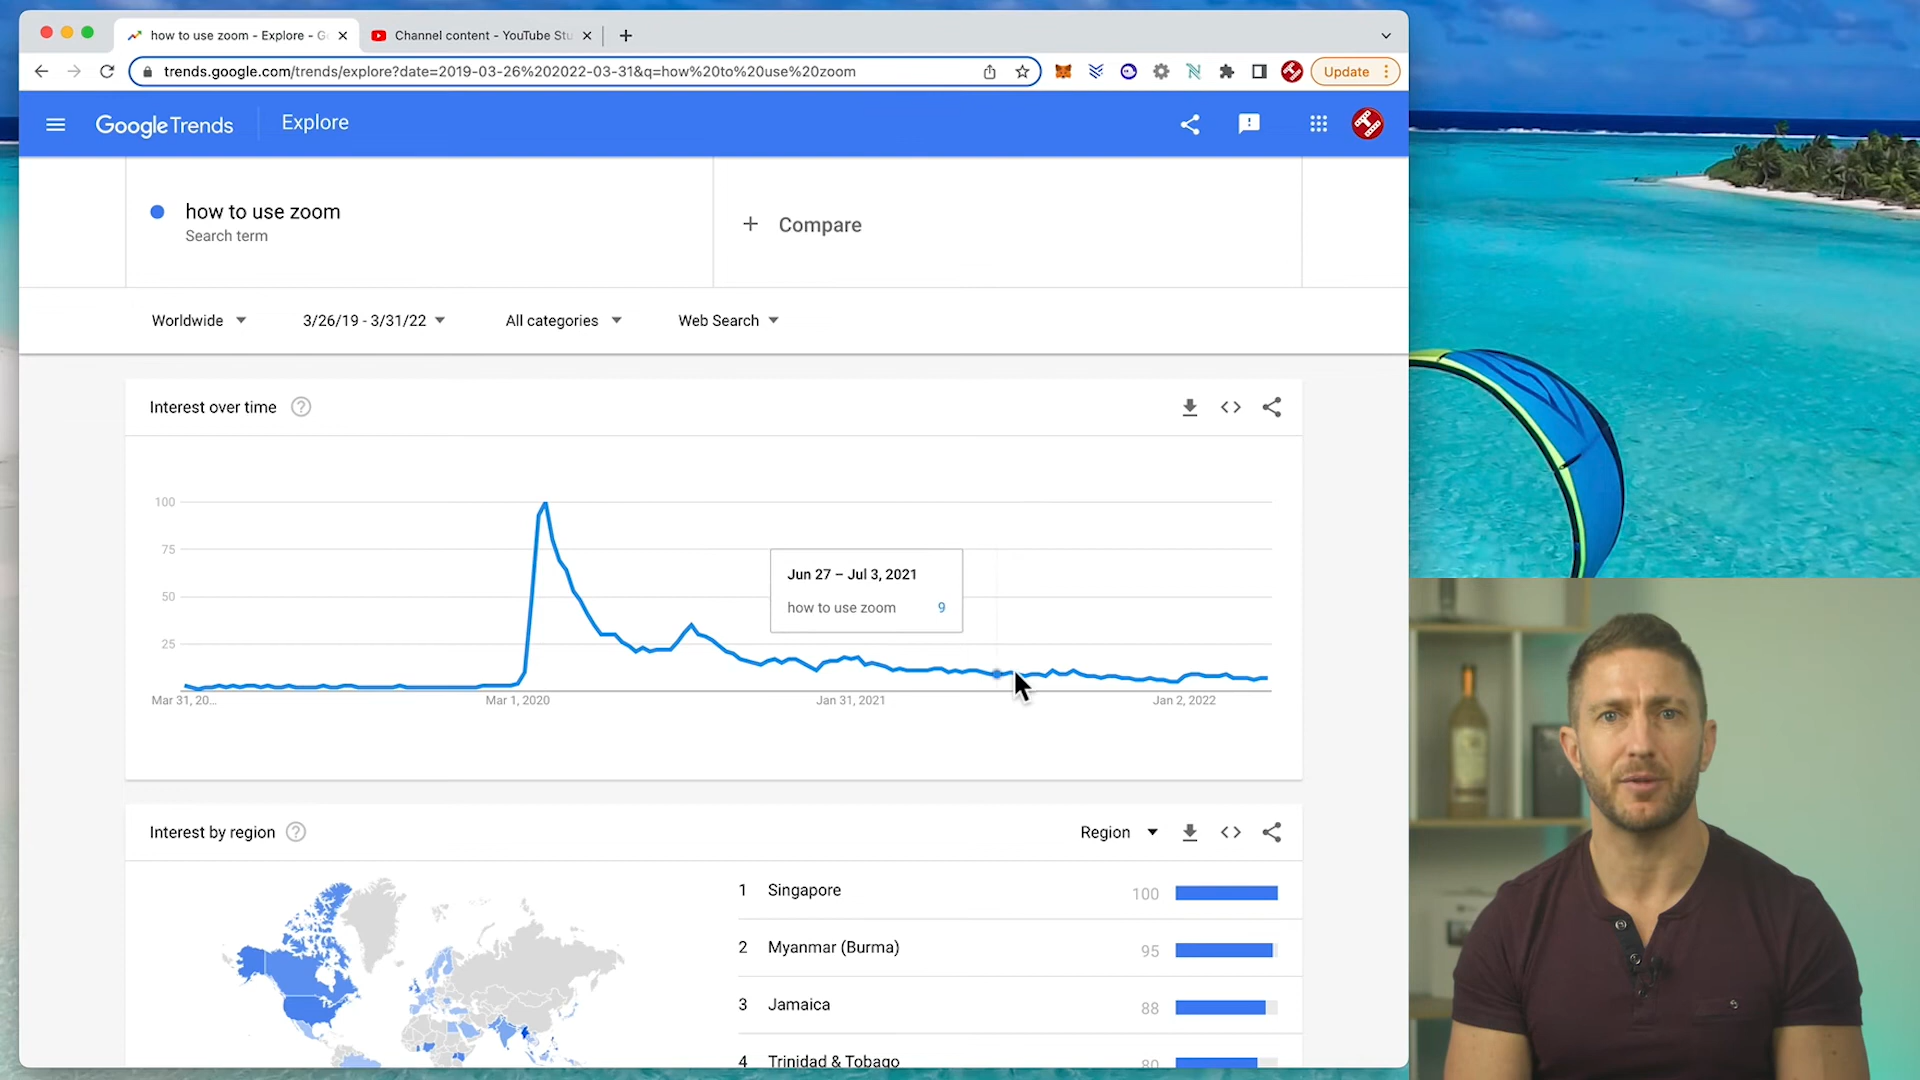 how to use zoom - Explore - G
Channel content - YouTube Stu
trends.google.com/trends/explore?date=2019-03-26%202022-03-31&q=how%20to%20use%20zoom
Update
Google Trends
Explore
how to use zoom
Search term
+ Compare
Worldwide
3/26/19 - 3/31/22
All categories
Web Search
Interest over time
100
75
50
25
Jun 27 – Jul 3, 2021
how to use zoom 9
Mar 31, 20...
Mar 1, 2020
Jan 31, 2021
Jan 2, 2022
Interest by region
Region
1 Singapore 100
2 Myanmar (Burma) 95
3 Jamaica 88
4 Trinidad & Tobago 80